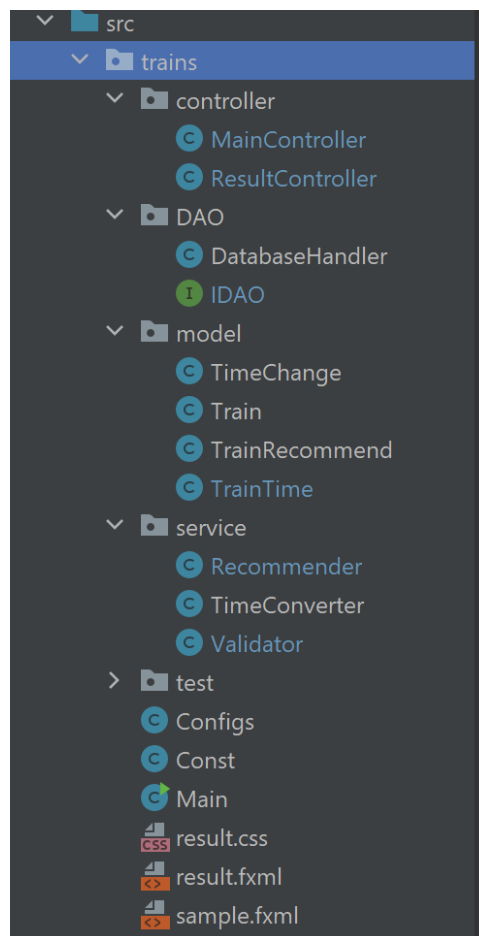 src
trains
controller
C MainController
C ResultController
DAO
C DatabaseHandler
I IDAO
model
C TimeChange
C Train
C TrainRecommend
C TrainTime
service
C Recommender
C TimeConverter
C Validator
test
C Configs
C Const
C Main
CSS result.css
<> result.fxml
<> sample.fxml